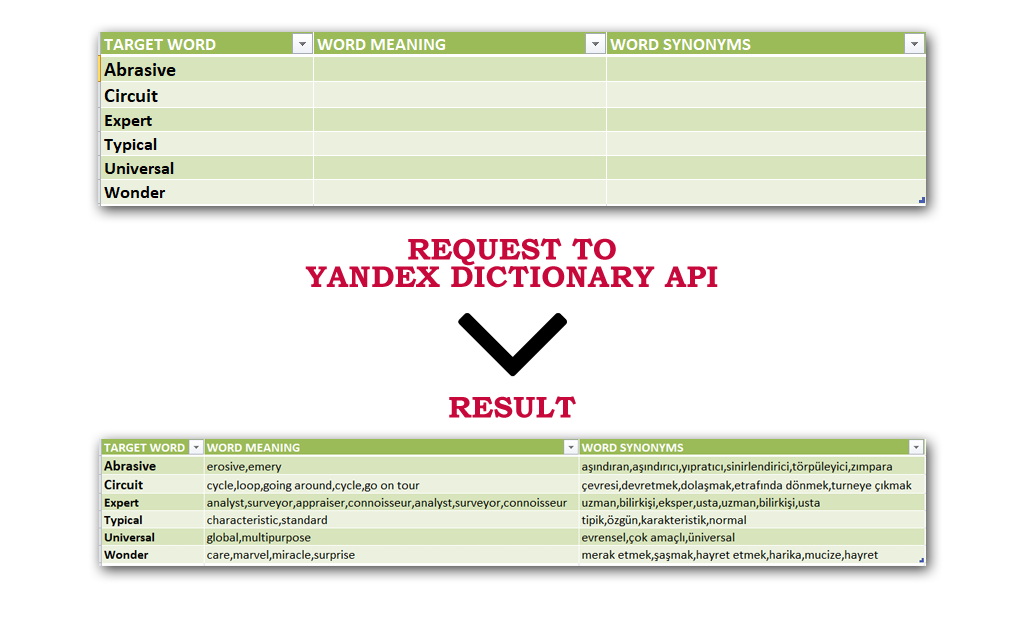 TARGET WORD WORD MEANING WORD SYNONYMS
Abrasive
Circuit
Expert
Typical
Universal
Wonder
REQUEST TO
YANDEX DICTIONARY API
RESULT
TARGET WORD WORD MEANING WORD SYNONYMS
Abrasive erosive,emery aşındıran,aşındırıcı,yıpratıcı,sinirlendirici,törpüleyici,zımpara
Circuit cycle,loop,going around,cycle,go on tour çevresi,devretmek,dolaşmak,etrafında dönmek,turneye çıkmak
Expert analyst,surveyor,appraiser,connoisseur,analyst,surveyor,connoisseur uzman,bilirkişi,eksper,usta,uzman,bilirkişi,usta
Typical characteristic,standard tipik,özgün,karakteristik,normal
Universal global,multipurpose evrensel,çok amaçlı,üniversal
Wonder care,marvel,miracle,surprise merak etmek,şaşmak,hayret etmek,harika,mucize,hayret